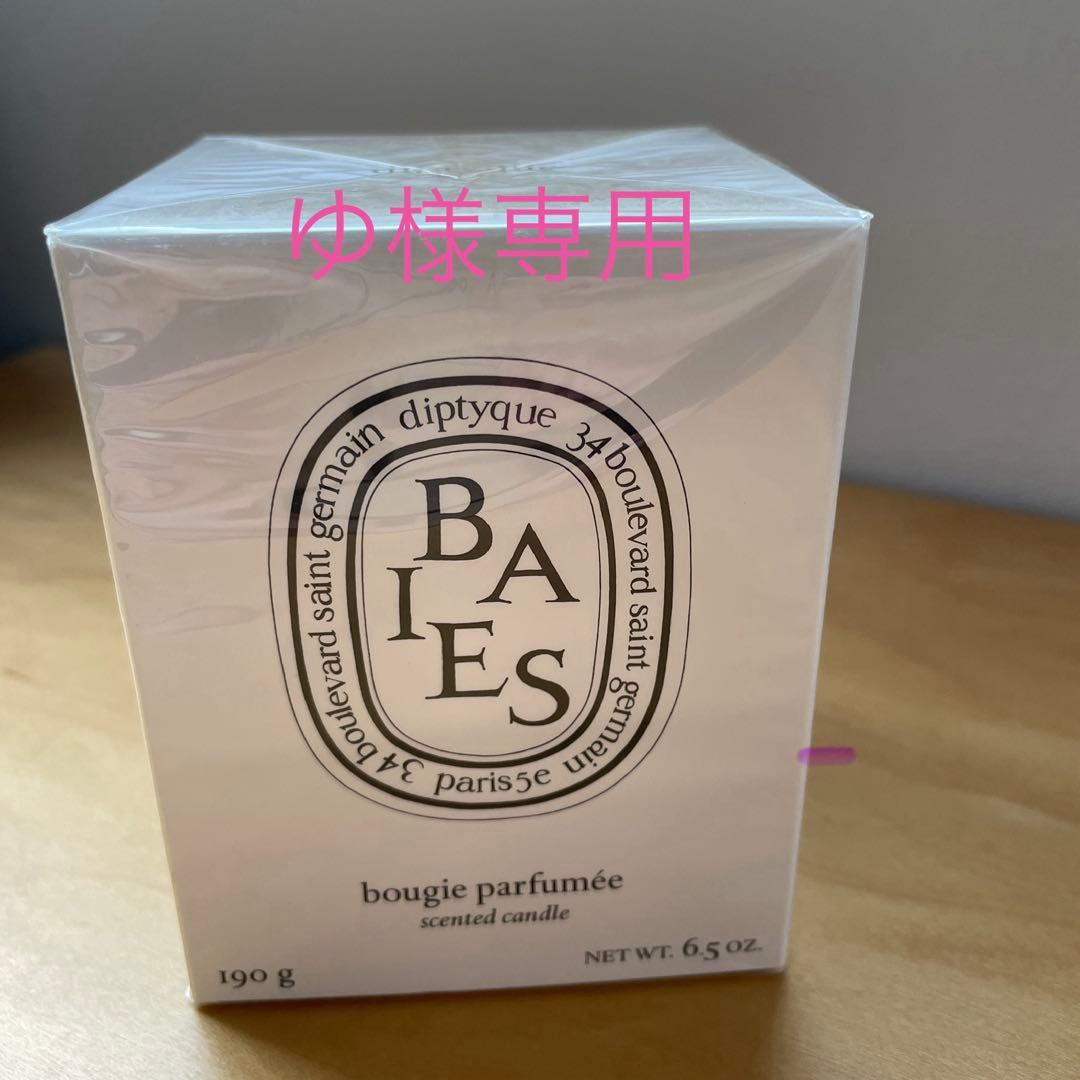 ゆ様専用
diptyque
34 boulevard saint germain
paris 5e
34 boulevard saint germain
BAIES
bougie parfumée
scented candle
190 g
NET WT. 6.5 OZ.